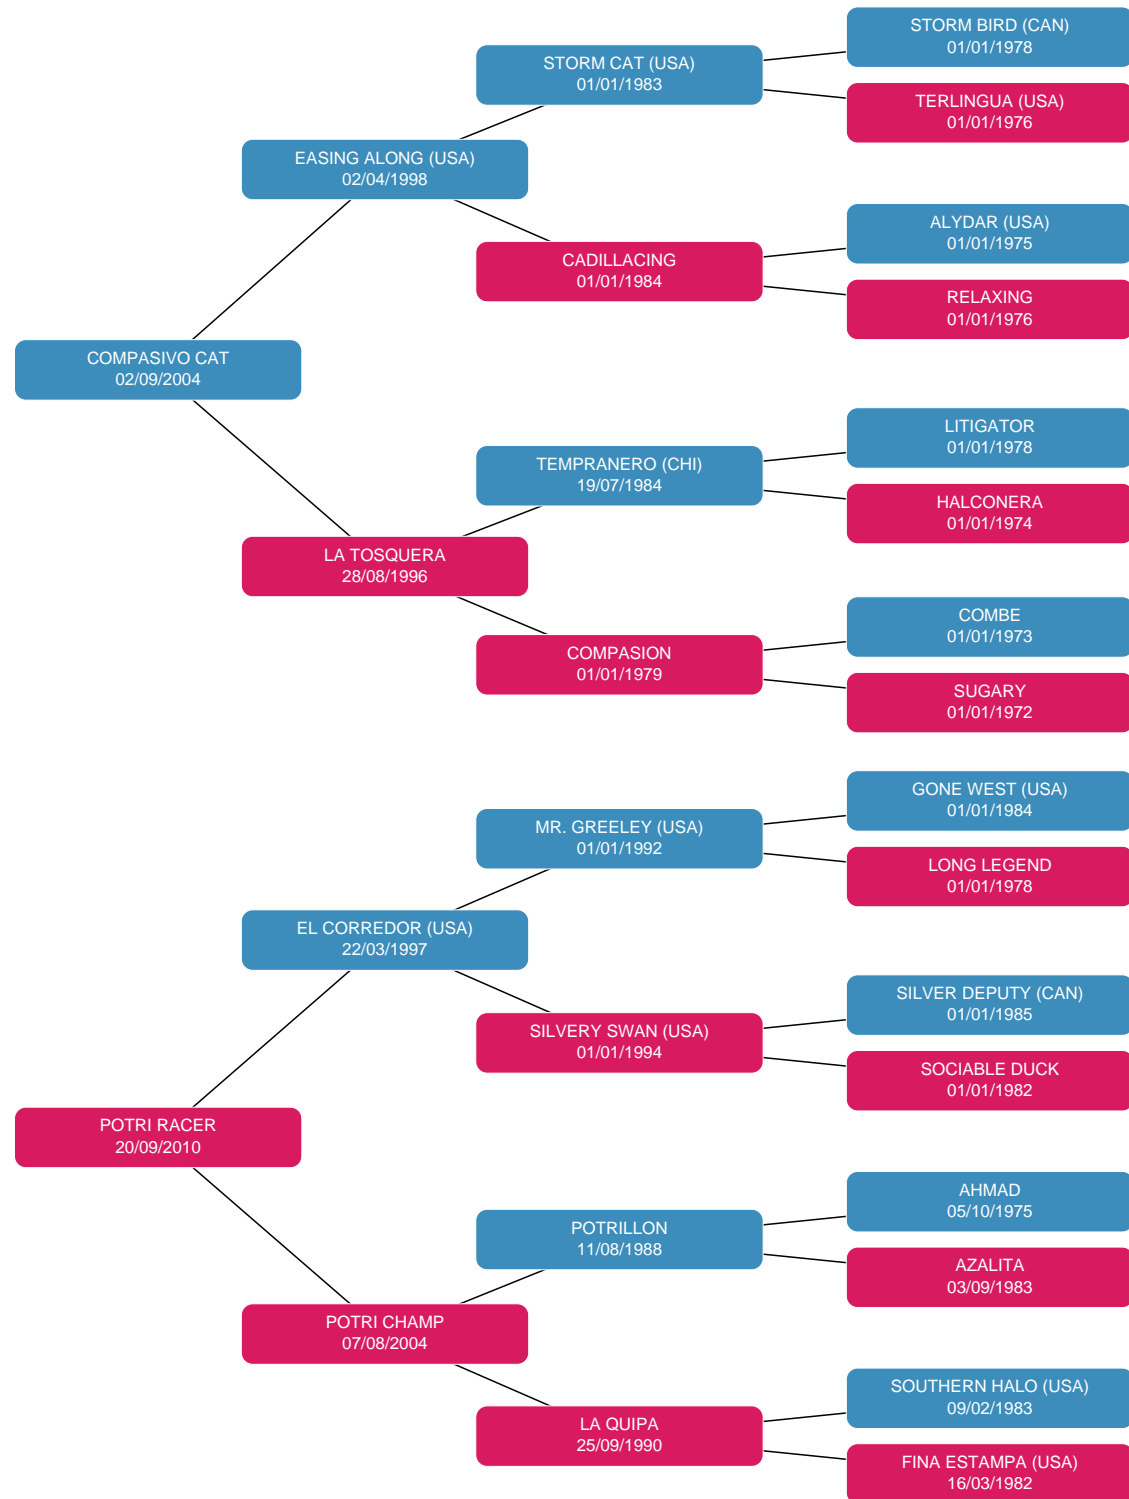 STORM BIRD (CAN)
01/01/1978
STORM CAT (USA)
01/01/1983
TERLINGUA (USA)
01/01/1976
EASING ALONG (USA)
02/04/1998
ALYDAR (USA)
01/01/1975
CADILLACING
01/01/1984
RELAXING
01/01/1976
COMPASIVO CAT
02/09/2004
LITIGATOR
01/01/1978
TEMPRANERO (CHI)
19/07/1984
HALCONERA
01/01/1974
LA TOSQUERA
28/08/1996
COMBE
01/01/1973
COMPASION
01/01/1979
SUGARY
01/01/1972
GONE WEST (USA)
01/01/1984
MR. GREELEY (USA)
01/01/1992
LONG LEGEND
01/01/1978
EL CORREDOR (USA)
22/03/1997
SILVER DEPUTY (CAN)
01/01/1985
SILVERY SWAN (USA)
01/01/1994
SOCIABLE DUCK
01/01/1982
POTRI RACER
20/09/2010
AHMAD
05/10/1975
POTRILLON
11/08/1988
AZALITA
03/09/1983
POTRI CHAMP
07/08/2004
SOUTHERN HALO (USA)
09/02/1983
LA QUIPA
25/09/1990
FINA ESTAMPA (USA)
16/03/1982